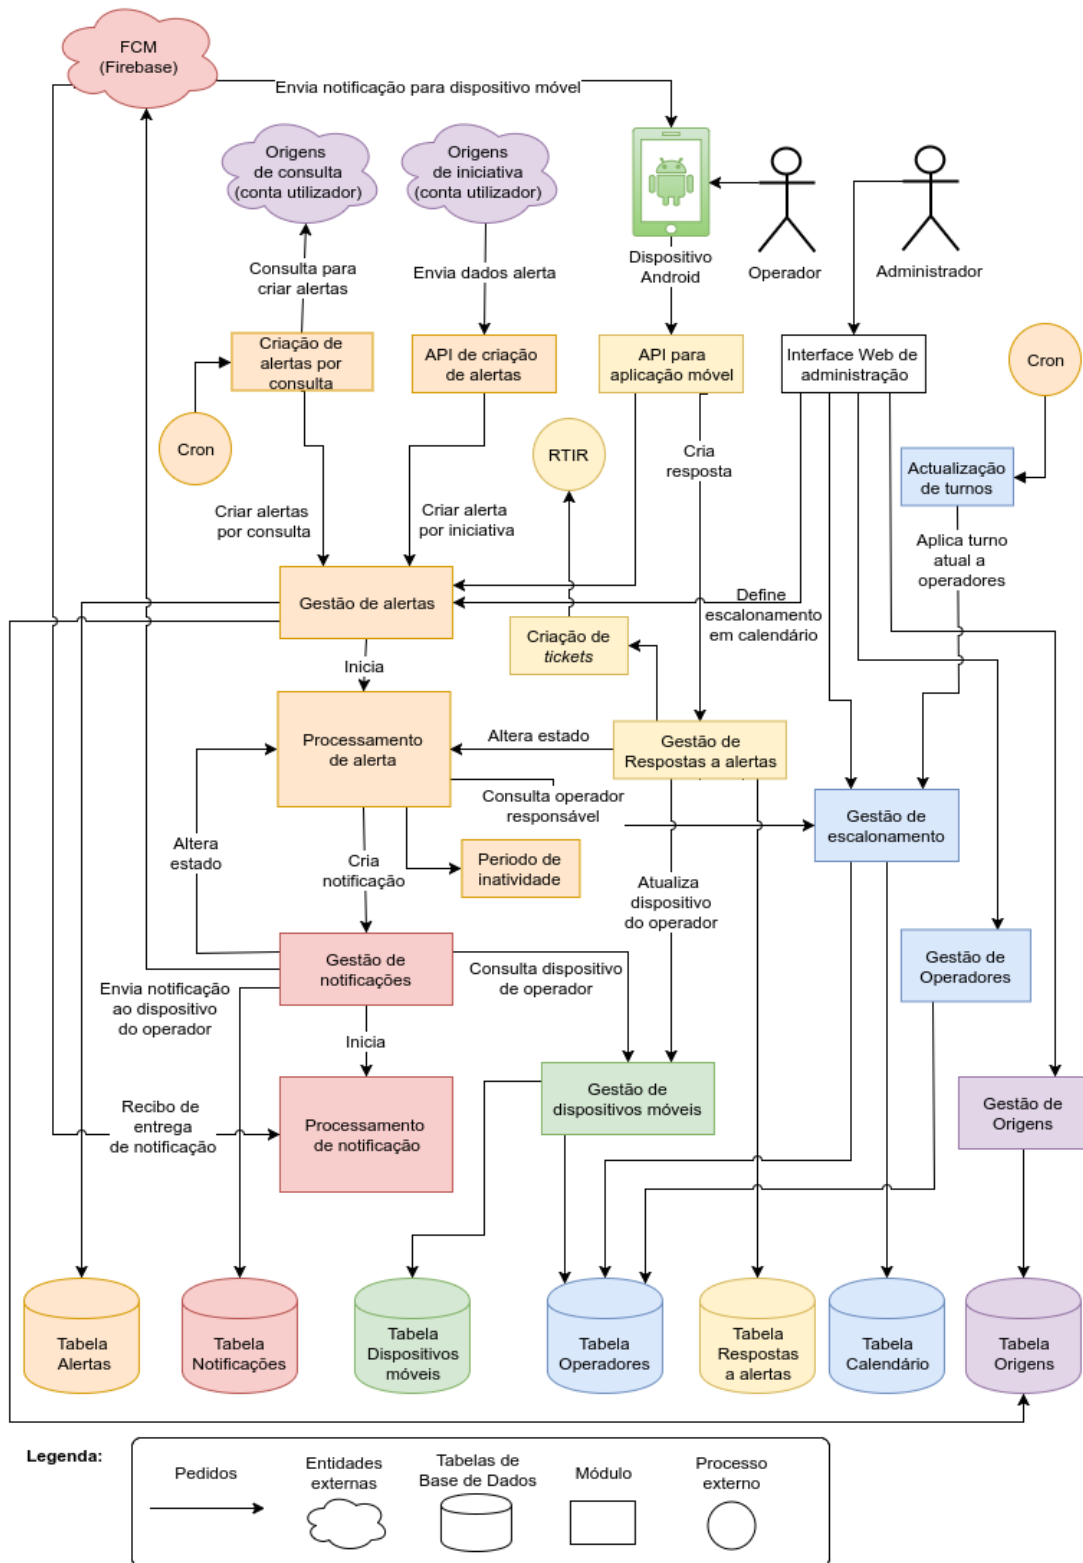 FCM
(Firebase)
Envia notificação para dispositivo móvel
Origens
de consulta
(conta utilizador)
Origens
de iniciativa
(conta utilizador)
Dispositivo
Android
Operador
Administrador
Consulta para
criar alertas
Envia dados alerta
Criação de
alertas por
consulta
API de criação
de alertas
API para
aplicação móvel
Interface Web de
administração
Cron
Cron
RTIR
Cria
resposta
Actualização
de turnos
Criar alertas
por consulta
Criar alerta
por iniciativa
Aplica turno
atual a
operadores
Gestão de alertas
Define
escalonamento
em calendário
Criação de
tickets
Inicia
Processamento
de alerta
Altera estado
Gestão de
Respostas a alertas
Consulta operador
responsável
Gestão de
escalonamento
Altera
estado
Cria
notificação
Periodo de
inatividade
Atualiza
dispositivo
do operador
Gestão de
notificações
Consulta dispositivo
de operador
Gestão de
Operadores
Envia notificação
ao dispositivo
do operador
Inicia
Gestão de
dispositivos móveis
Gestão de
Origens
Recibo de
entrega
de notificação
Processamento
de notificação
Tabela
Alertas
Tabela
Notificações
Tabela
Dispositivos
móveis
Tabela
Operadores
Tabela
Respostas
a alertas
Tabela
Calendário
Tabela
Origens
Legenda:
Pedidos
Entidades
externas
Tabelas de
Base de Dados
Módulo
Processo
externo